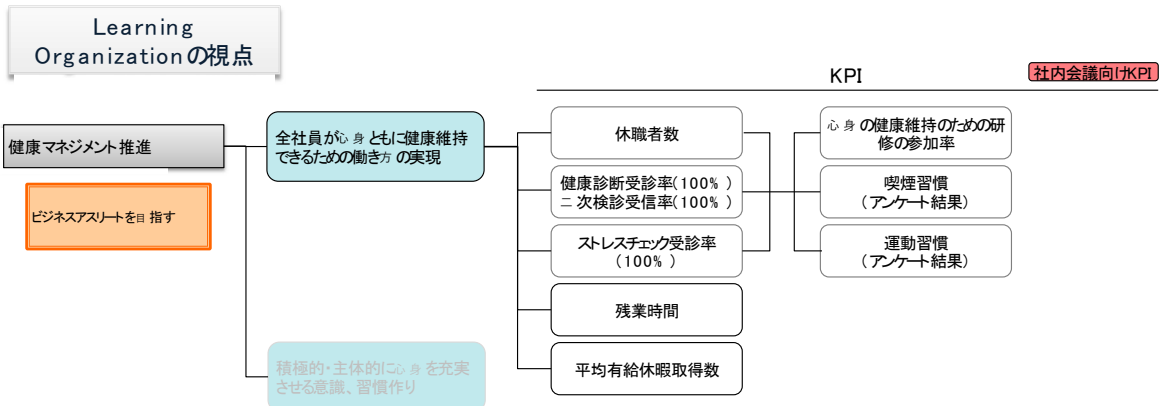 Learning
Organizationの視点
KPI
社内会議向けKPI
健康マネジメント推進
ビジネスアスリートを目指す
全社員が心身ともに健康維持
できるための働き方の実現
積極的・主体的に心身を充実
させる意識、習慣作り
休職者数
健康診断受診率(100%)
二次検診受信率(100%)
ストレスチェック受診率
(100%)
残業時間
平均有給休暇取得数
心身の健康維持のための研
修の参加率
喫煙習慣
(アンケート結果)
運動習慣
(アンケート結果)